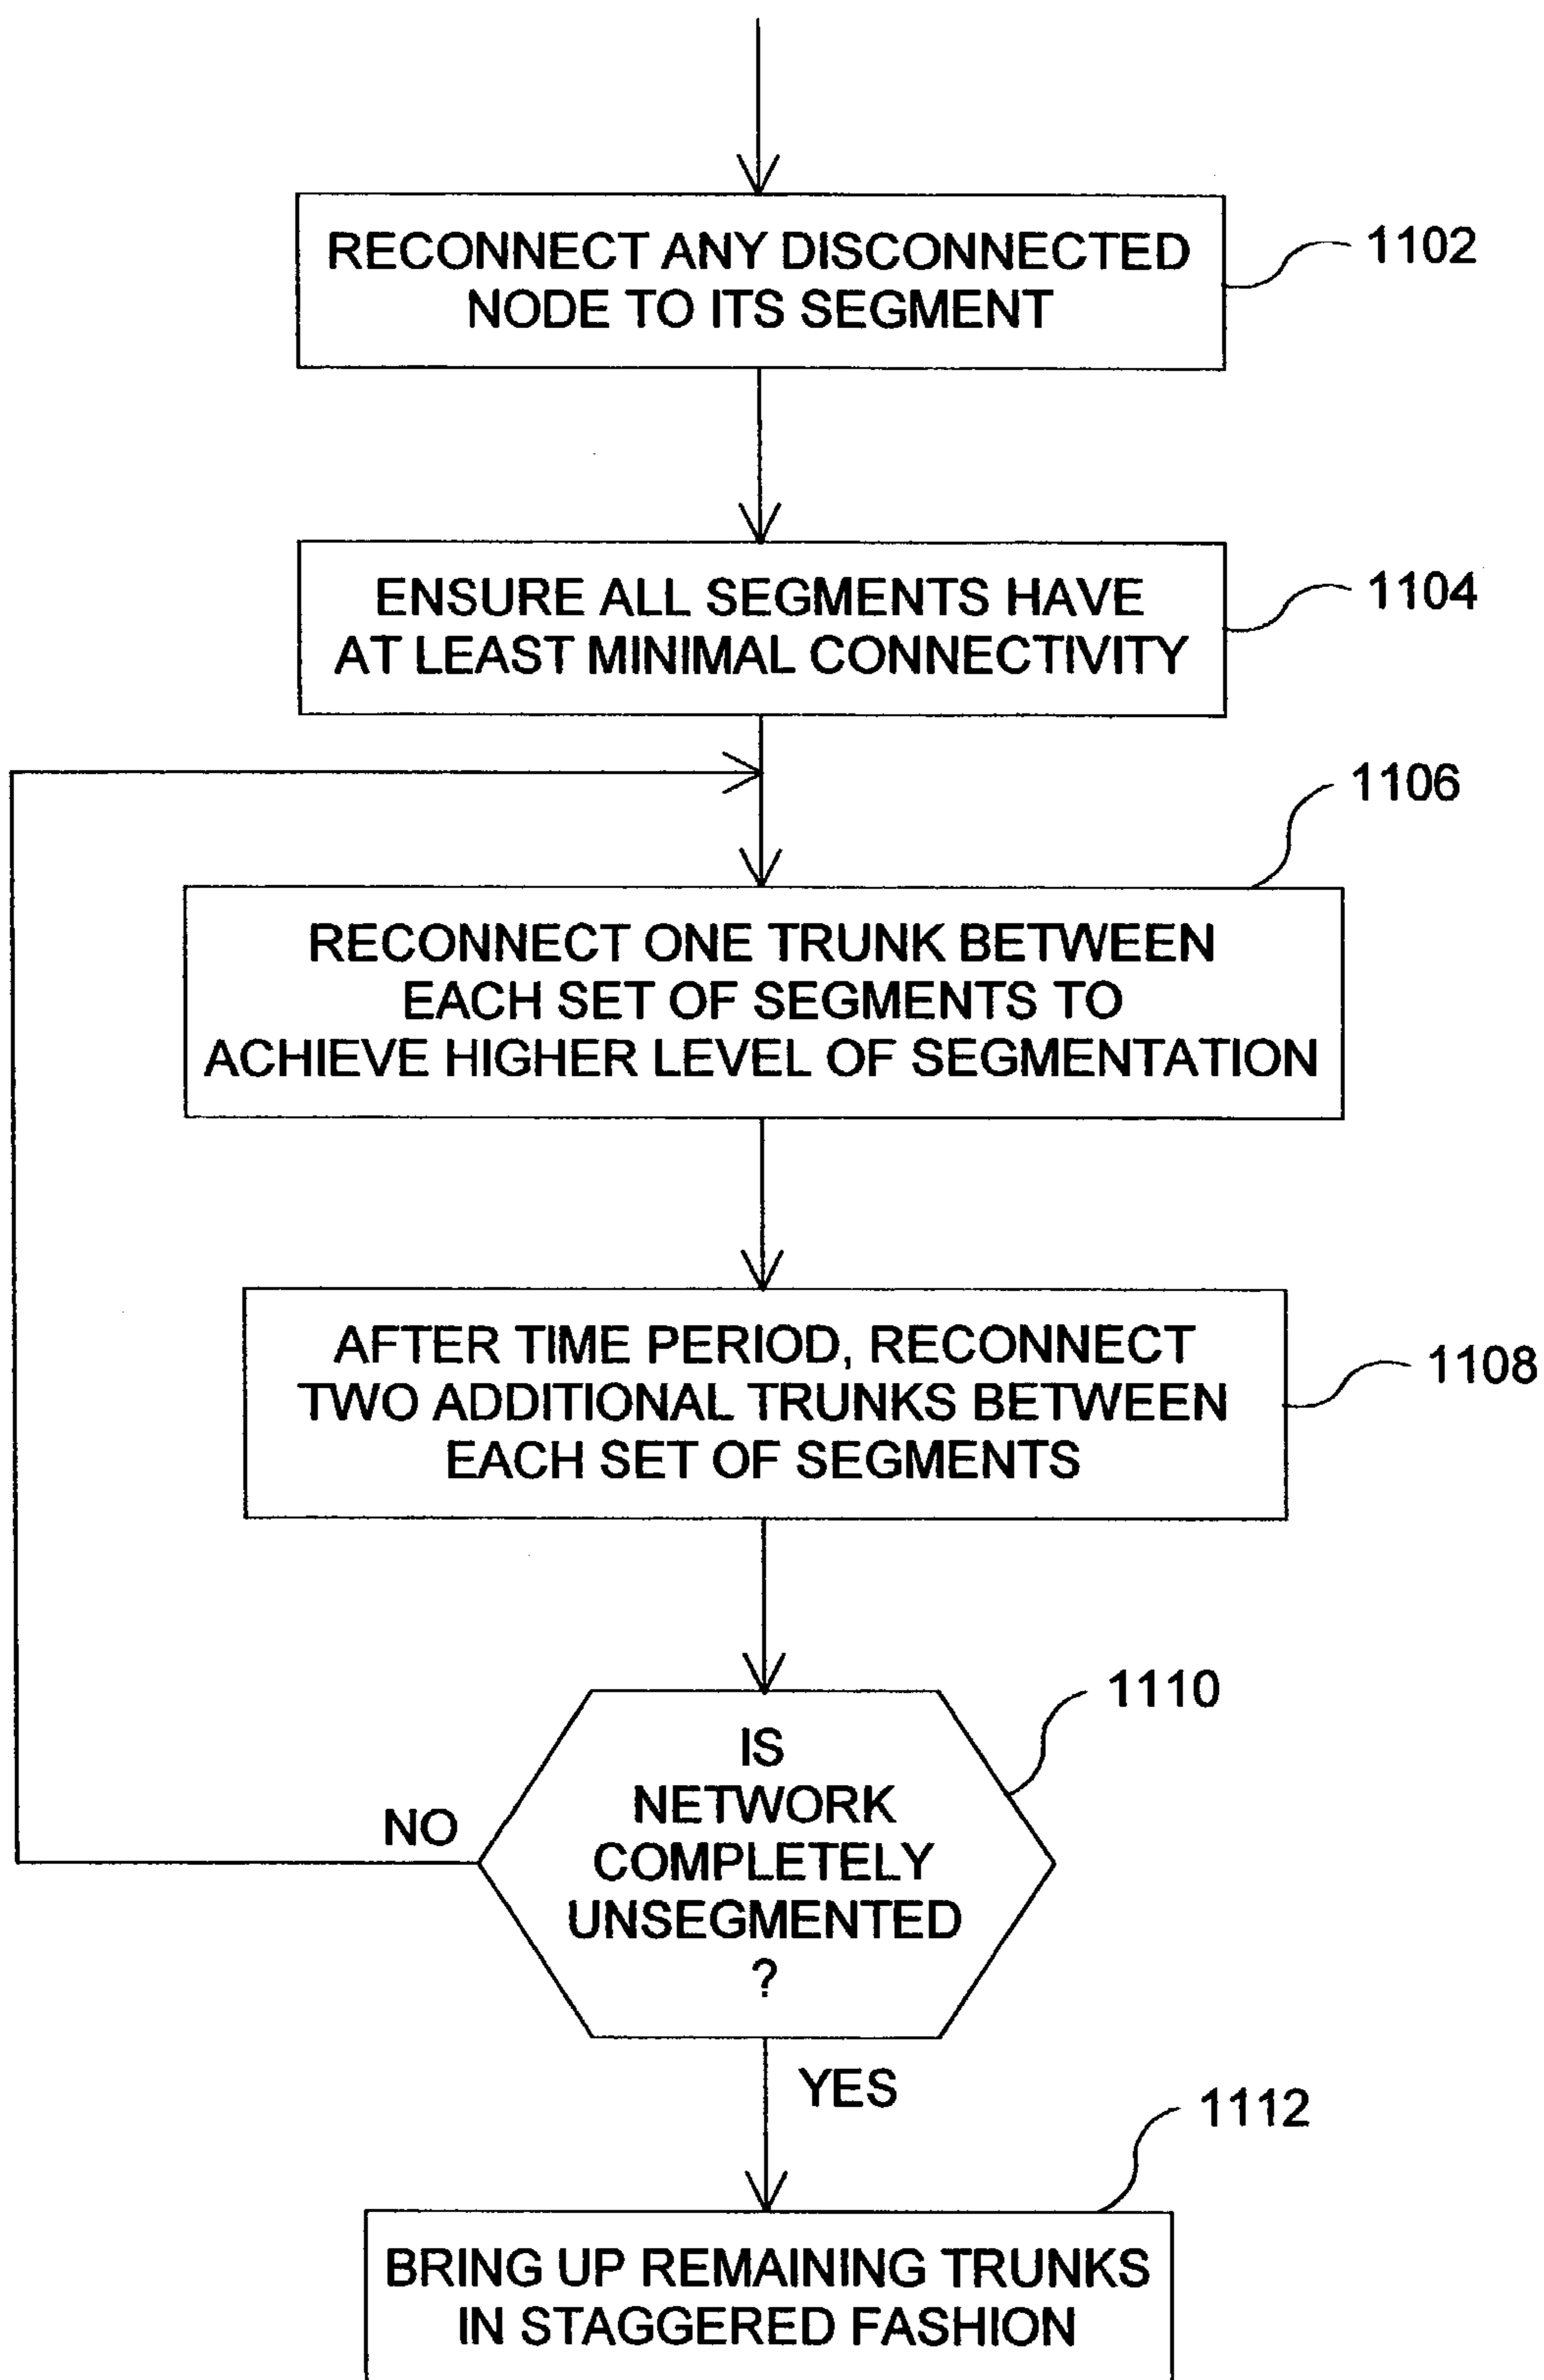 RECONNECT ANY DISCONNECTED
NODE TO ITS SEGMENT
1102
ENSURE ALL SEGMENTS HAVE
AT LEAST MINIMAL CONNECTIVITY
1104
1106
RECONNECT ONE TRUNK BETWEEN
EACH SET OF SEGMENTS TO
ACHIEVE HIGHER LEVEL OF SEGMENTATION
AFTER TIME PERIOD, RECONNECT
TWO ADDITIONAL TRUNKS BETWEEN
EACH SET OF SEGMENTS
1108
1110
IS
NETWORK
COMPLETELY
UNSEGMENTED
?
NO
YES
1112
BRING UP REMAINING TRUNKS
IN STAGGERED FASHION